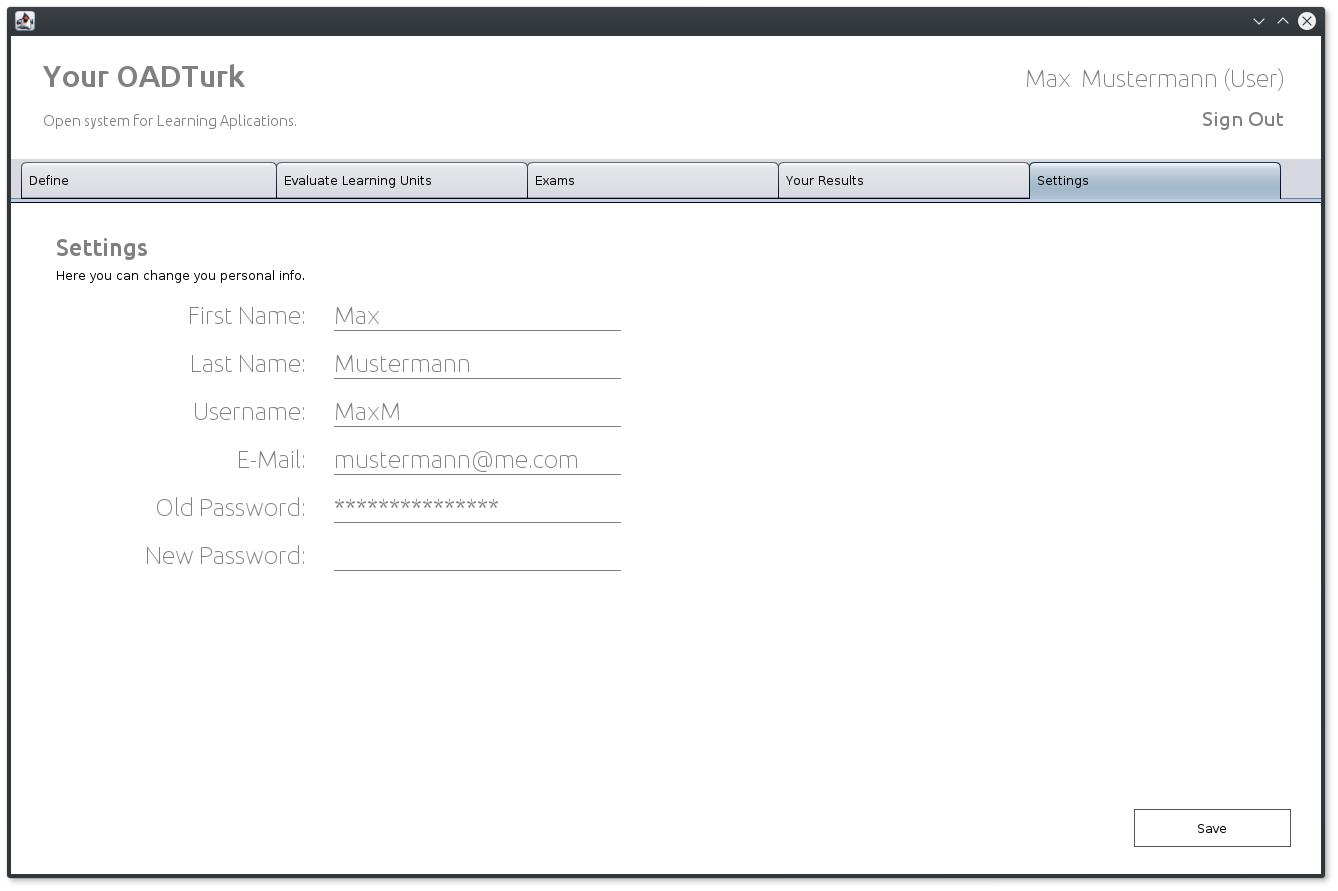 Your OADTurk
Max Mustermann (User)
Open system for Learning Aplications.
Sign Out
Define
Evaluate Learning Units
Exams
Your Results
Settings
Settings
Here you can change you personal info.
First Name: Max
Last Name: Mustermann
Username: MaxM
E-Mail: mustermann@me.com
Old Password: ***************
New Password:
Save